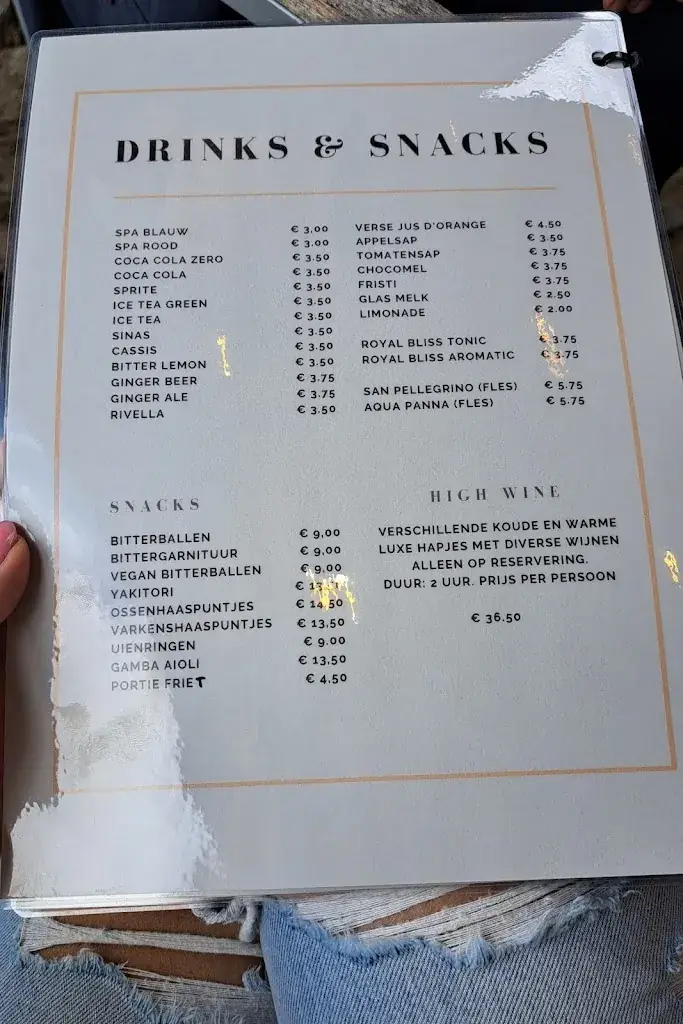 DRINKS & SNACKS
SPA BLAUW € 3,00
SPA ROOD € 3.00
COCA COLA ZERO € 3.50
COCA COLA € 3.50
SPRITE € 3.50
ICE TEA GREEN € 3.50
ICE TEA € 3.50
SINAS € 3.50
CASSIS € 3.50
BITTER LEMON € 3.50
GINGER BEER € 3.75
GINGER ALE € 3.75
RIVELLA € 3.50
VERSE JUS D'ORANGE € 4.50
APPELSAP € 3.50
TOMATENSAP € 3.75
CHOCOMEL € 3.75
FRISTI € 3.75
GLAS MELK € 2.50
LIMONADE € 2.00
ROYAL BLISS TONIC € 3.75
ROYAL BLISS AROMATIC € 3.75
SAN PELLEGRINO (FLES) € 5.75
AQUA PANNA (FLES) € 5.75
SNACKS
BITTERBALLEN € 9,00
BITTERGARNITUUR € 9,00
VEGAN BITTERBALLEN € 9.00
YAKITORI €
OSSENHAASPUNTJES € 14,50
VARKENSHAASPUNTJES € 13,50
UIENRINGEN € 9.00
GAMBA AIOLI € 13,50
PORTIE FRIET € 4,50
HIGH WINE
VERSCHILLENDE KOUDE EN WARME
LUXE HAPJES MET DIVERSE WIJNEN
ALLEEN OP RESERVERING.
DUUR: 2 UUR. PRIJS PER PERSOON
€ 36.50